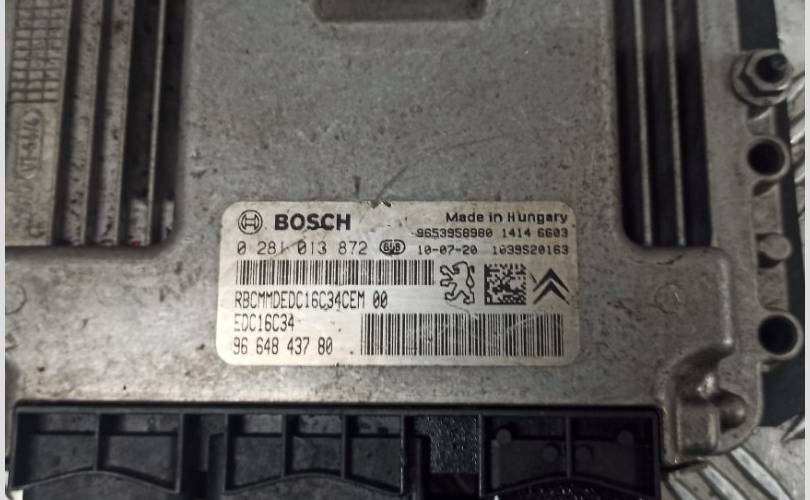 BOSCH
Made in Hungary
9653958980 1414 6603
0 281 013 872
10-07-20 1039S20163
RBCMMDEDC16C34CEM 00
EDC16C34
96 648 437 80